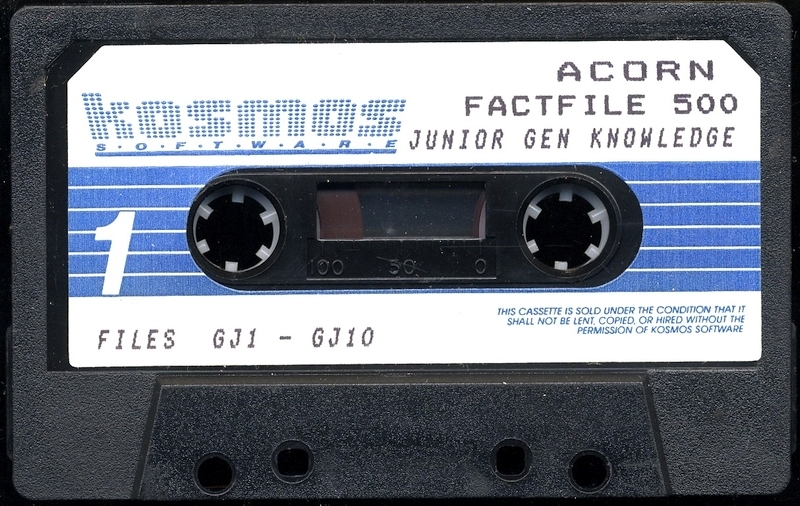 ACORN
FACTFILE 500
kosmos
S·O·F·T·W·A·R·E
JUNIOR GEN KNOWLEDGE
1
100 50 0
THIS CASSETTE IS SOLD UNDER THE CONDITION THAT IT
SHALL NOT BE LENT, COPIED, OR HIRED WITHOUT THE
PERMISSION OF KOSMOS SOFTWARE
FILES GJ1 - GJ10